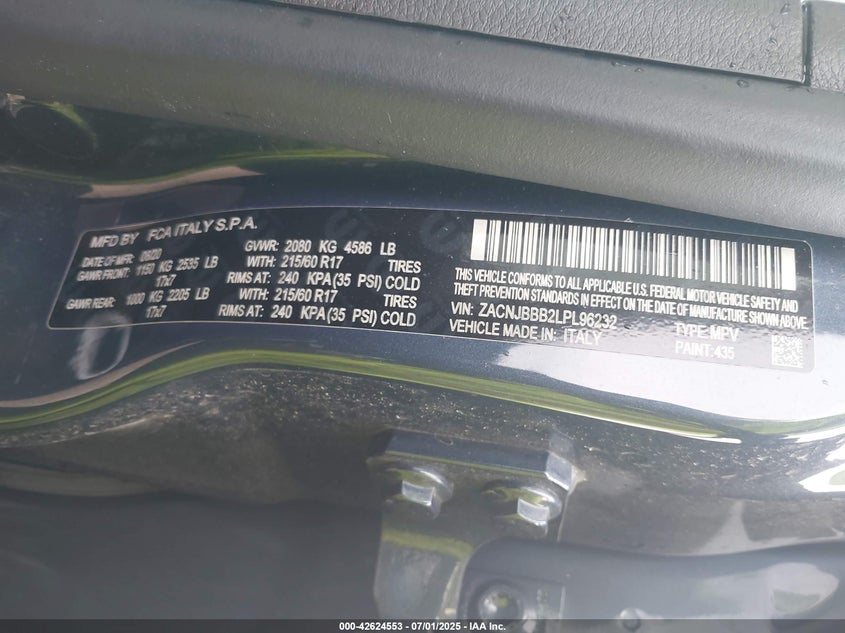 MFD BY FCA ITALY S.P.A.
DATE OF MFR 0820 GVWR: 2080 KG 4586 LB
GAWR FRONT: 1150 KG 2535 LB WITH: 215/60 R17 TIRES
17x7 RIMS AT: 240 KPA(35 PSI) COLD
GAWR REAR: 1000 KG 2205 LB WITH: 215/60 R17 TIRES
17x7 RIMS AT: 240 KPA(35 PSI) COLD
THIS VEHICLE CONFORMS TO ALL APPLICABLE U.S. FEDERAL MOTOR VEHICLE SAFETY AND
THEFT PREVENTION STANDARDS IN EFFECT ON THE DATE OF MANUFACTURE SHOWN ABOVE
VIN: ZACNJBBB2LPL96232 TYPE: MPV
VEHICLE MADE IN: ITALY PAINT:435
000-42624553 — 07/01/2025 - IAA Inc.